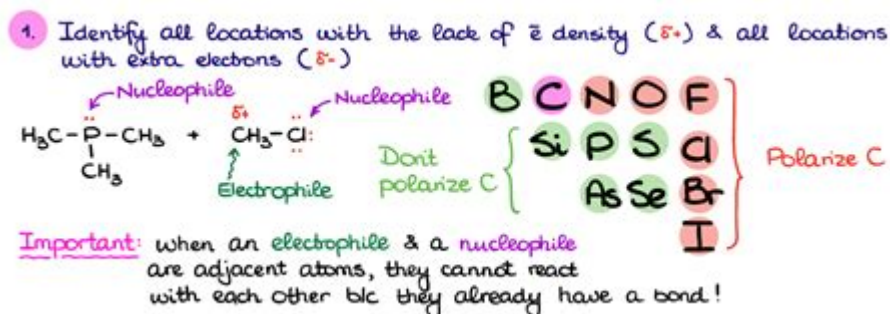 1. Identify all locations with the lack of ē density (δ+) & all locations
with extra electrons (δ-)
Nucleophile
Nucleophile
B C N O F
δ+
H₃C-P-CH₃ + CH₃-Cl:
Si P S Cl
CH₃
Don't
polarize C
Polarize C
Electrophile
As Se Br
I
Important: when an electrophile & a nucleophile
are adjacent atoms, they cannot react
with each other b/c they already have a bond!